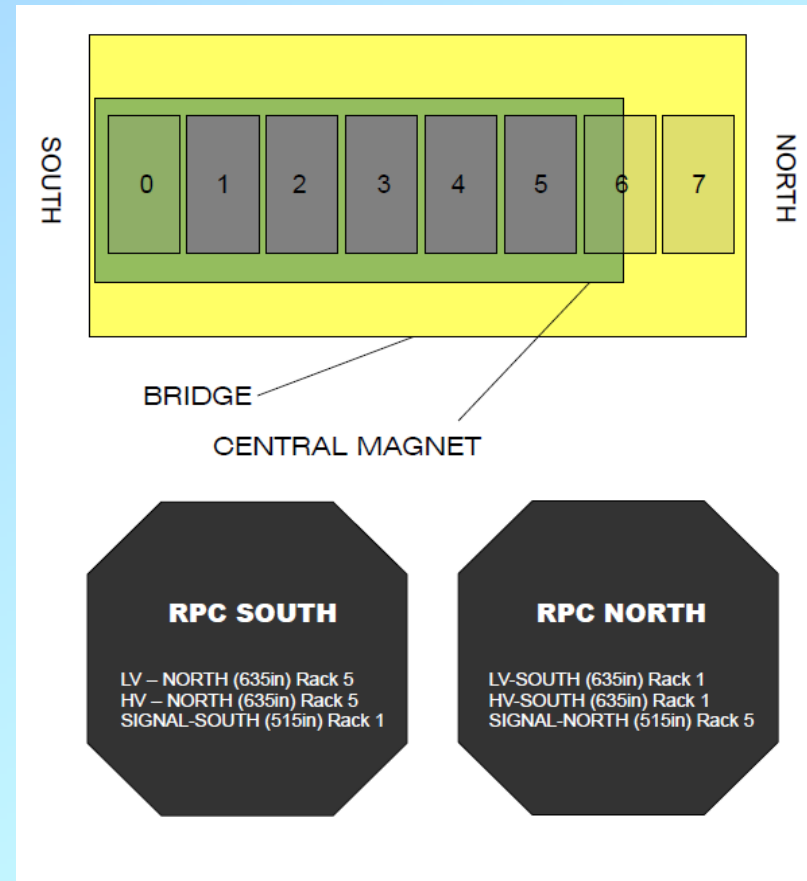 SOUTH
0 1 2 3 4 5 6 7
NORTH
BRIDGE
CENTRAL MAGNET
RPC SOUTH
LV – NORTH (635in) Rack 5
HV – NORTH (635in) Rack 5
SIGNAL-SOUTH (515in) Rack 1
RPC NORTH
LV-SOUTH (635in) Rack 1
HV-SOUTH (635in) Rack 1
SIGNAL-NORTH (515in) Rack 5